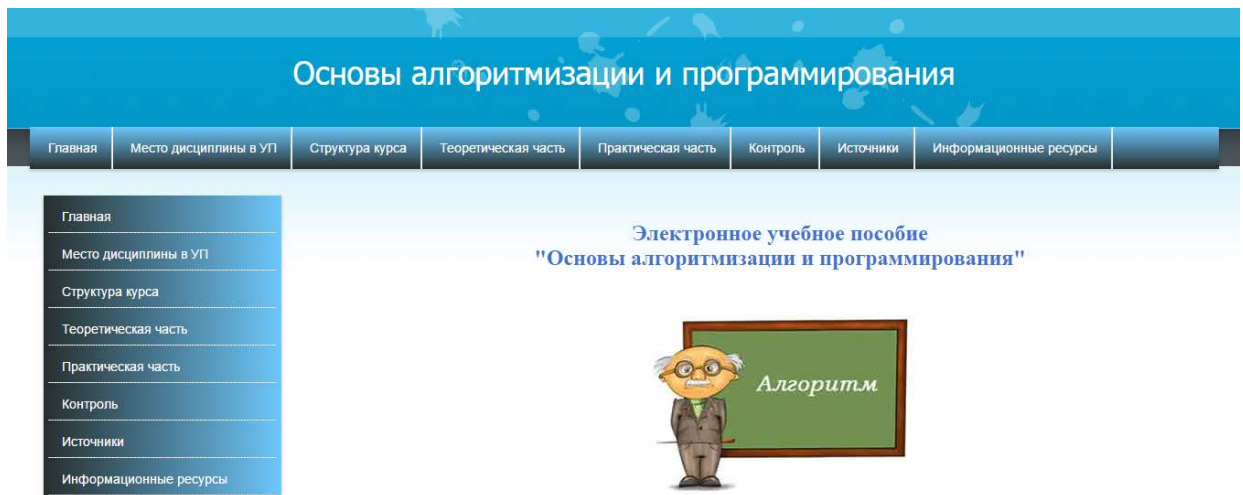 Основы алгоритмизации и программирования
Главная Место дисциплины в УП Структура курса Теоретическая часть Практическая часть Контроль Источники Информационные ресурсы
Главная
Место дисциплины в УП
Структура курса
Теоретическая часть
Практическая часть
Контроль
Источники
Информационные ресурсы
Электронное учебное пособие
"Основы алгоритмизации и программирования"
Алгоритм